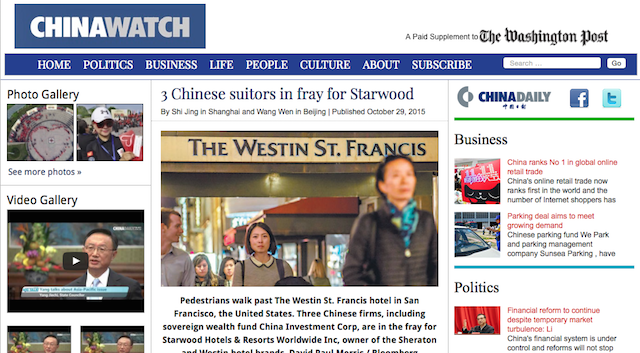 CHINAWATCH
A Paid Supplement to The Washington Post
HOME POLITICS BUSINESS LIFE PEOPLE CULTURE ABOUT SUBSCRIBE
Search ...
Go
Photo Gallery
See more photos »
Video Gallery
CHINAWATCH
Yang talks about Asia-Pacific issues
3 Chinese suitors in fray for Starwood
By Shi Jing in Shanghai and Wang Wen in Beijing | Published October 29, 2015
THE WESTIN ST. FRANCIS
Pedestrians walk past The Westin St. Francis hotel in San
Francisco, the United States. Three Chinese firms, including
sovereign wealth fund China Investment Corp, are in the fray for
Starwood Hotels & Resorts Worldwide Inc, owner of the Sheraton
and Westin hotel brands. David Paul Morris / Bloomberg
CHINADAILY
中国日报
Business
China ranks No 1 in global online
retail trade
China's online retail trade now
ranks first in the world and the
number of Internet shoppers has
Parking deal aims to meet
growing demand
Chinese parking fund We Park
and parking management
company Sunsea Parking , have
Politics
Financial reform to continue
despite temporary market
turbulence: Li
China's financial system is under
control and reforms will not stop